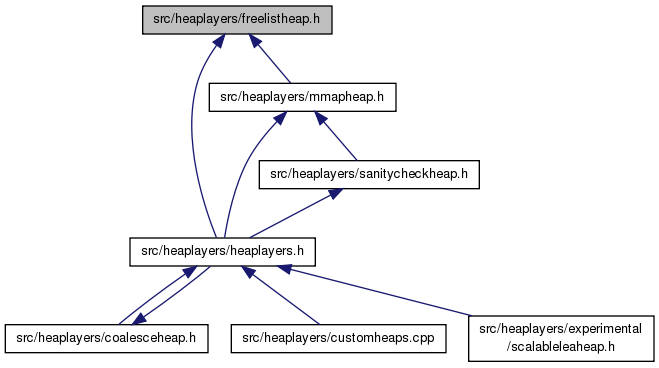 src/heaplayers/freelistheap.h
src/heaplayers/mmapheap.h
src/heaplayers/sanitycheckheap.h
src/heaplayers/heaplayers.h
src/heaplayers/coalesceheap.h
src/heaplayers/customheaps.cpp
src/heaplayers/experimental
/scalableleaheap.h